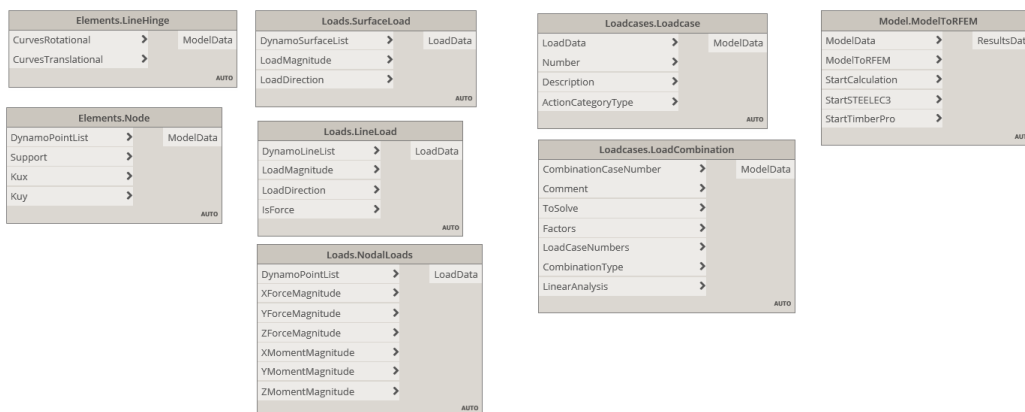 Elements.LineHinge
CurvesRotational > ModelData
CurvesTranslational >
AUTO
Elements.Node
DynamoPointList > ModelData
Support >
Kux >
Kuy >
AUTO
Loads.SurfaceLoad
DynamoSurfaceList > LoadData
LoadMagnitude >
LoadDirection >
AUTO
Loads.LineLoad
DynamoLineList > LoadData
LoadMagnitude >
LoadDirection >
IsForce >
AUTO
Loads.NodalLoads
DynamoPointList > LoadData
XForceMagnitude >
YForceMagnitude >
ZForceMagnitude >
XMomentMagnitude >
YMomentMagnitude >
ZMomentMagnitude >
AUTO
Loadcases.Loadcase
LoadData > ModelData
Number >
Description >
ActionCategoryType >
AUTO
Loadcases.LoadCombination
CombinationCaseNumber > ModelData
Comment >
ToSolve >
Factors >
LoadCaseNumbers >
CombinationType >
LinearAnalysis >
AUTO
Model.ModelToRFEM
ModelData > ResultsDat
ModelToRFEM >
StartCalculation >
StartSTEELEC3 >
StartTimberPro >
AUT